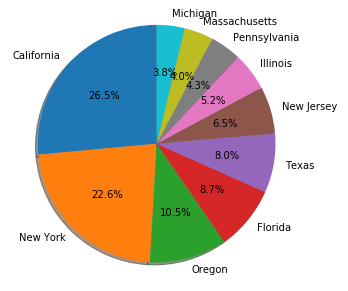 Michigan
Massachusetts
Pennsylvania
California
Illinois
3.8%
4.0%
4.3%
26.5%
5.2%
New Jersey
6.5%
8.0%
Texas
8.7%
22.6%
10.5%
Florida
New York
Oregon